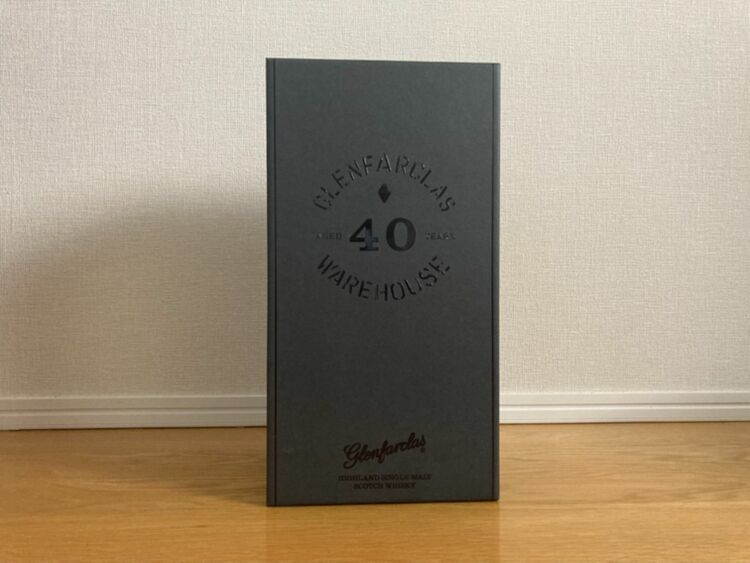 GLENFARCLAS
AGED 40 YEARS
WAREHOUSE
Glenfarclas®
HIGHLAND SINGLE MALT
SCOTCH WHISKY